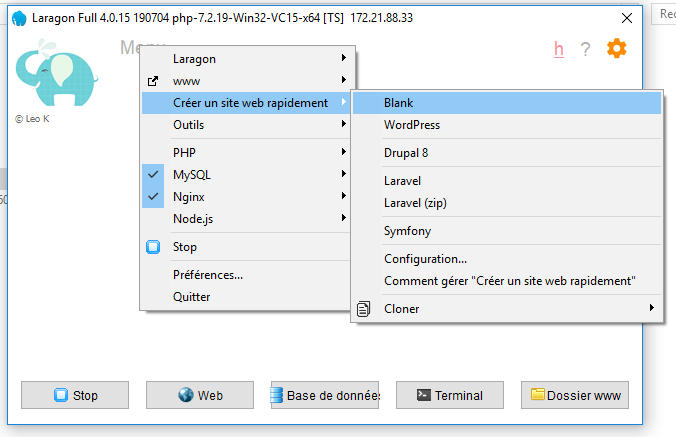 Laragon Full 4.0.15 190704 php-7.2.19-Win32-VC15-x64 [TS] 172.21.88.33
Rec
Menu
h ?
© Leo K
Laragon
www
Créer un site web rapidement
Outils
PHP
MySQL
Nginx
Node.js
Stop
Préférences...
Quitter
Blank
WordPress
Drupal 8
Laravel
Laravel (zip)
Symfony
Configuration...
Comment gérer "Créer un site web rapidement"
Cloner
Stop
Web
Base de données
Terminal
Dossier www